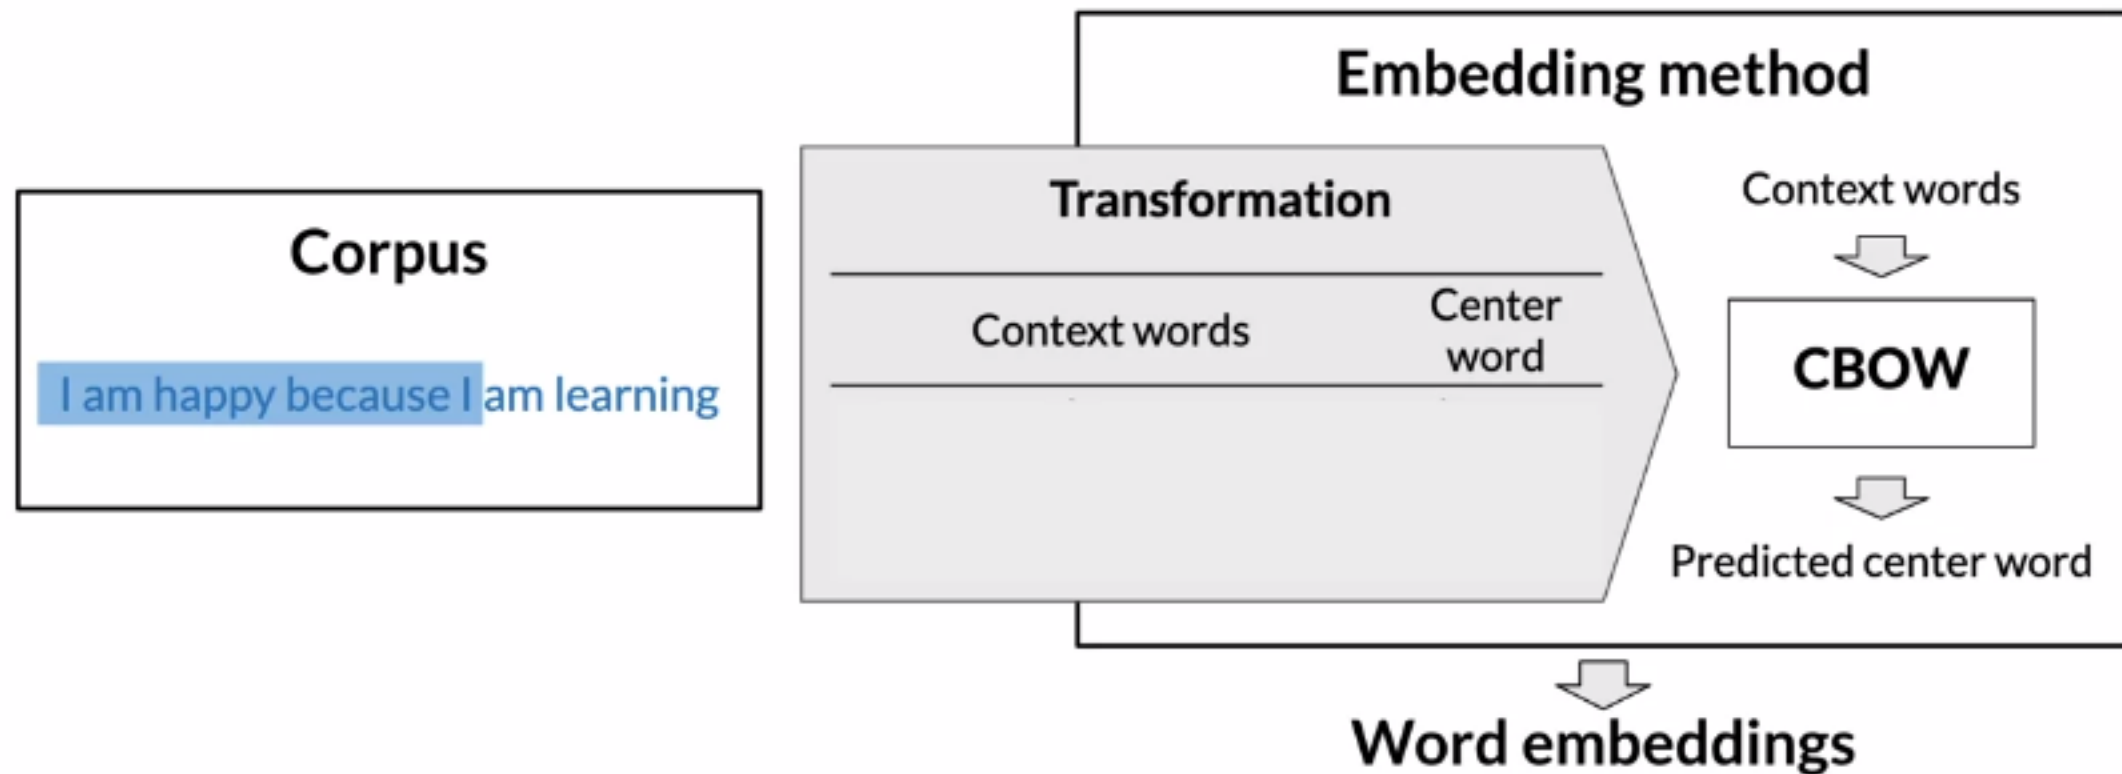 Embedding method
Corpus
I am happy because I am learning
Transformation
Context words
Center
word
Context words
CBOW
Predicted center word
Word embeddings